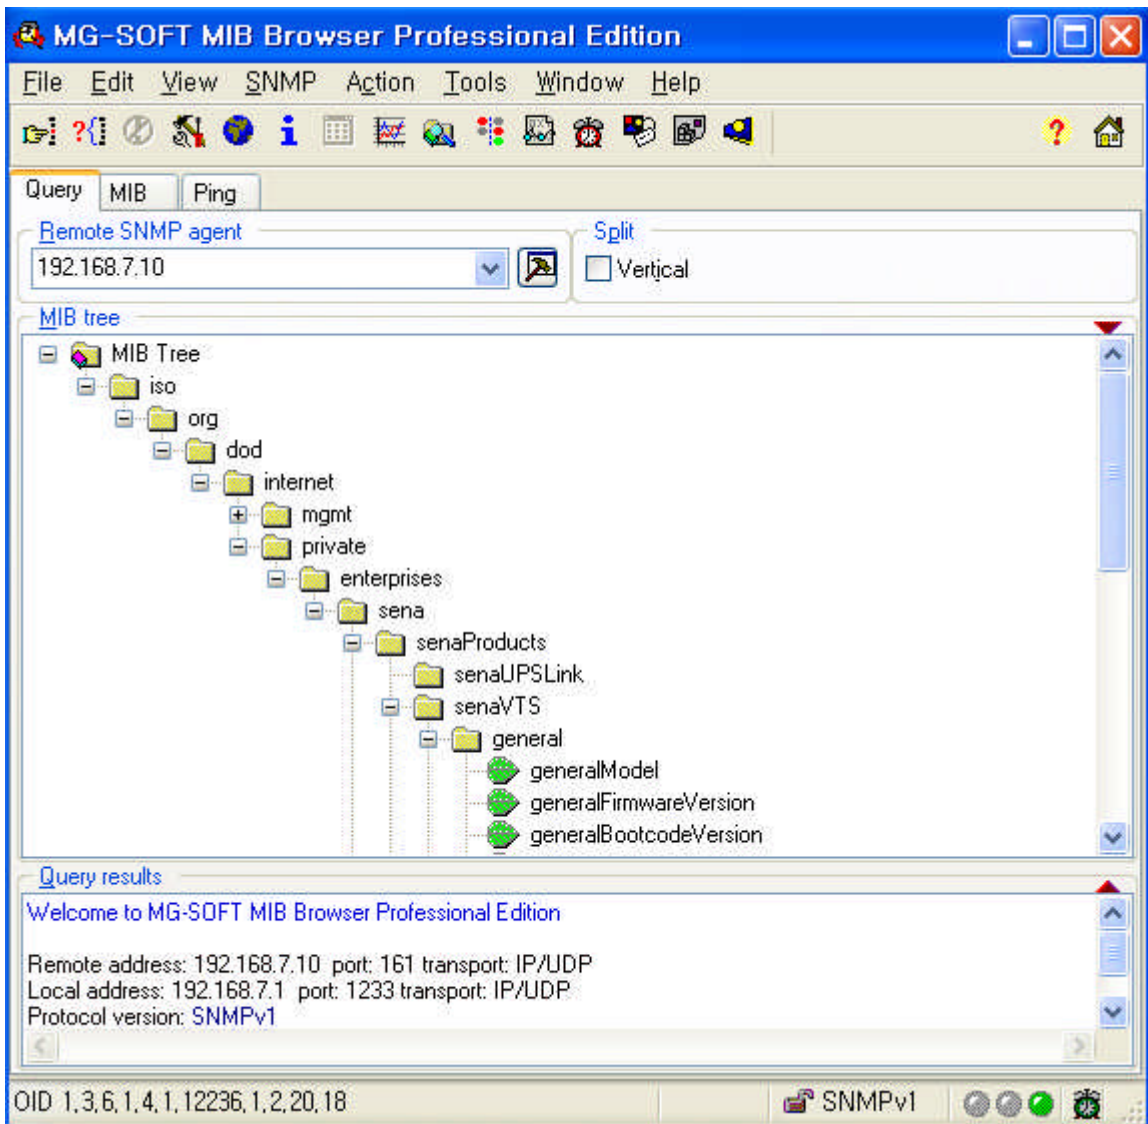 MG-SOFT MIB Browser Professional Edition
File Edit View SNMP Action Tools Window Help
Query MIB Ping
Remote SNMP agent Split
192.168.7.10 Vertical
MIB tree
MIB Tree
iso
org
dod
internet
mgmt
private
enterprises
sena
senaProducts
senaUPSLink
senaVTS
general
generalModel
generalFirmwareVersion
generalBootcodeVersion
Query results
Welcome to MG-SOFT MIB Browser Professional Edition
Remote address: 192.168.7.10 port: 161 transport: IP/UDP
Local address: 192.168.7.1 port: 1233 transport: IP/UDP
Protocol version: SNMPv1
OID 1,3,6,1,4,1,12236,1,2,20,18 SNMPv1